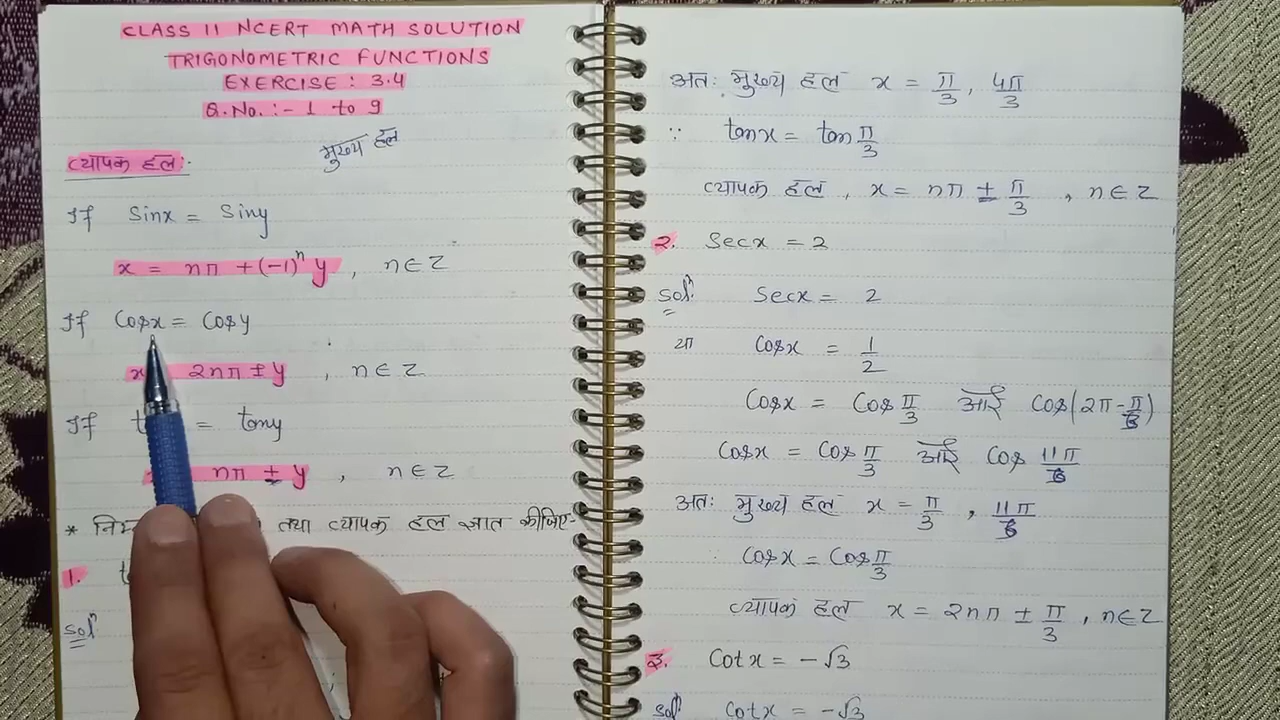 CLASS 11 NCERT MATH SOLUTION
TRIGONOMETRIC FUNCTIONS
EXERCISE : 3.4
Q.No. :- 1 to 9
मुख्य हल
व्यापक हल:-
If Sinx = Siny
x = nπ + (-1)ⁿ y , n∈Z
If Cosx = Cosy
x 2nπ ± y , n∈Z
If = tany
nπ ± y , n∈Z
* तथा व्यापक हल ज्ञात कीजिए-
1.
Sol
अतः मुख्य हल x = π/3 , 4π/3
∵ tanx = tan π/3
व्यापक हल , x = nπ ± π/3 , n∈Z
2. Secx = 2
Sol. Secx = 2
या Cosx = 1/2
Cosx = Cos π/3 और Cos(2π - π/
Cosx = Cos π/3 और Cos 11π/
अतः मुख्य हल x = π/3 , 11π/
Cosx = Cos π/3
व्यापक हल x = 2nπ ± π/3 , n∈Z
3. Cotx = -√3
Sol. Cotx = -√3